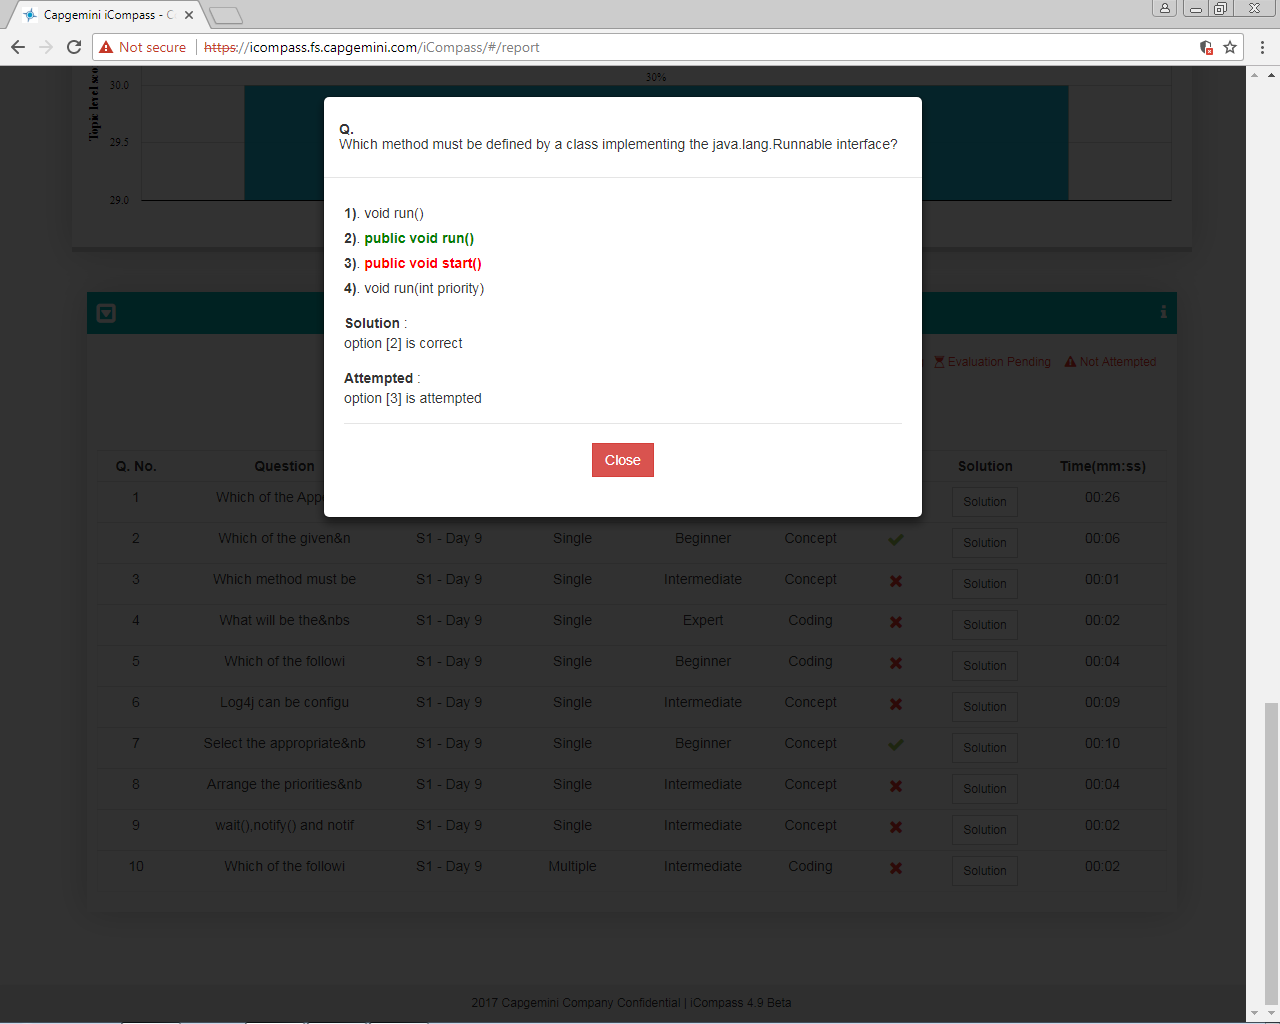 Capgemini iCompass - C
Not secure
https://icompass.fs.capgemini.com/iCompass/#/report
30%
30.0
29.5
29.0
Topic level sco
Q.
Which method must be defined by a class implementing the java.lang.Runnable interface?
1). void run()
2). public void run()
3). public void start()
4). void run(int priority)
Solution :
option [2] is correct
Attempted :
option [3] is attempted
Close
Evaluation Pending Not Attempted
Q. No. Question Solution Time(mm:ss)
1 Which of the App Solution 00:26
2 Which of the given&n S1 - Day 9 Single Beginner Concept Solution 00:06
3 Which method must be S1 - Day 9 Single Intermediate Concept Solution 00:01
4 What will be the&nbs S1 - Day 9 Single Expert Coding Solution 00:02
5 Which of the followi S1 - Day 9 Single Beginner Coding Solution 00:04
6 Log4j can be configu S1 - Day 9 Single Intermediate Concept Solution 00:09
7 Select the appropriate&nb S1 - Day 9 Single Beginner Concept Solution 00:10
8 Arrange the priorities&nb S1 - Day 9 Single Intermediate Concept Solution 00:04
9 wait(),notify() and notif S1 - Day 9 Single Intermediate Concept Solution 00:02
10 Which of the followi S1 - Day 9 Multiple Intermediate Coding Solution 00:02
2017 Capgemini Company Confidential | iCompass 4.9 Beta